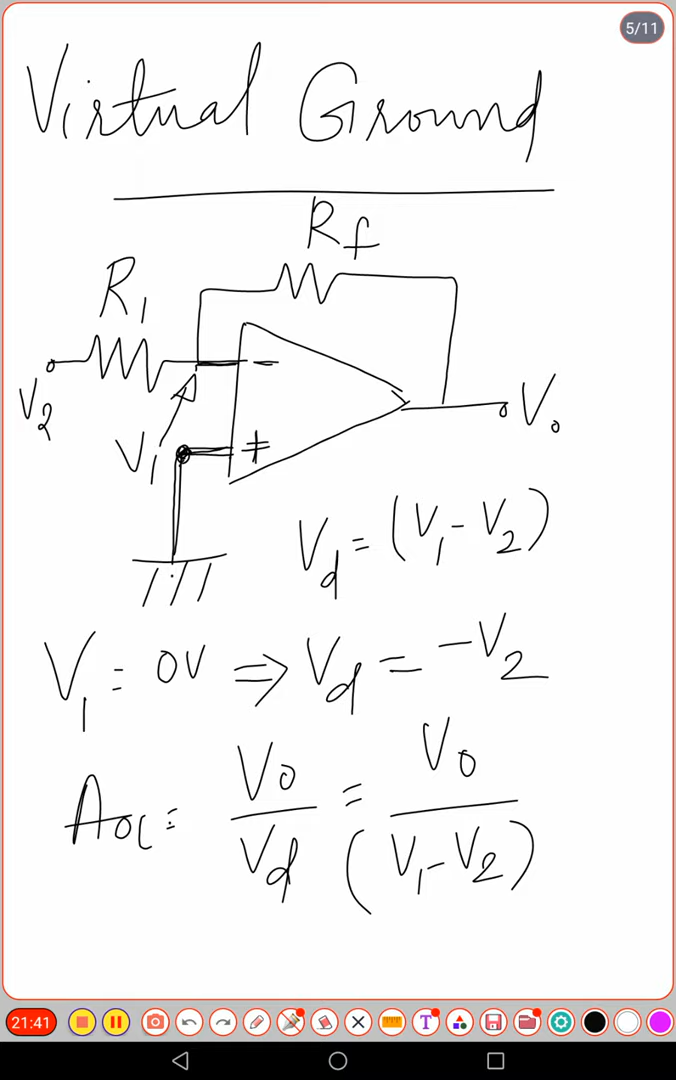 5/11
Virtual Ground
Rf
R₁
−
V₂
V₀
V₁
+
Vd = (V₁ − V₂)
V₁ = 0V ⇒ Vd = −V₂
A_OL = V₀/Vd = V₀/(V₁ − V₂)
21:41
T